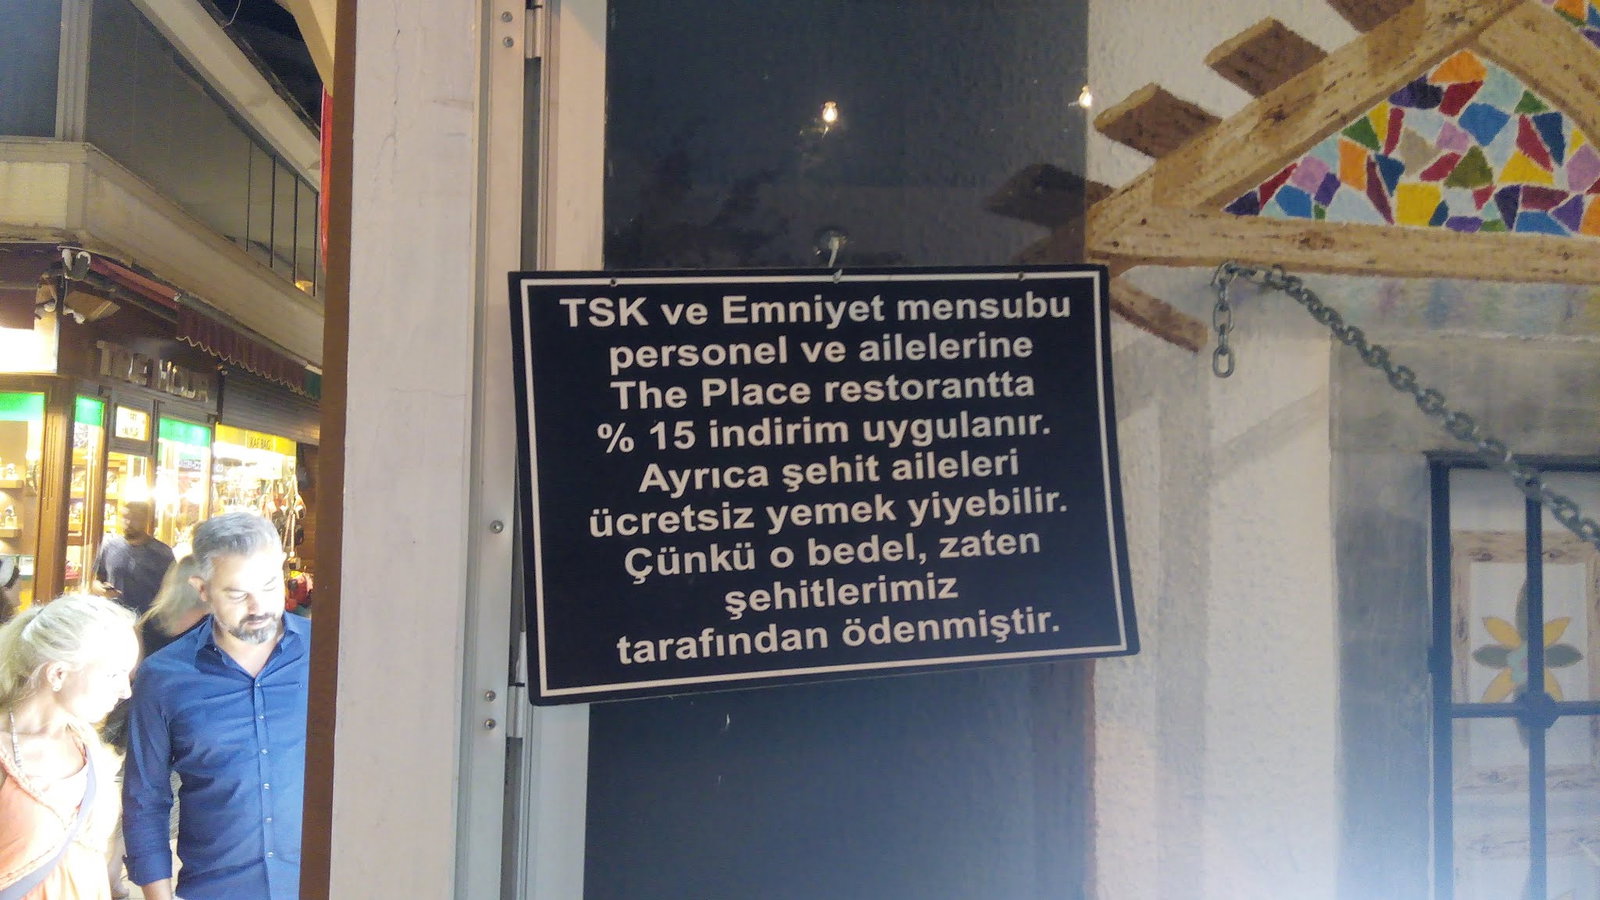 TSK ve Emniyet mensubu
personel ve ailelerine
The Place restorantta
% 15 indirim uygulanır.
Ayrıca şehit aileleri
ücretsiz yemek yiyebilir.
Çünkü o bedel, zaten
şehitlerimiz
tarafından ödenmiştir.